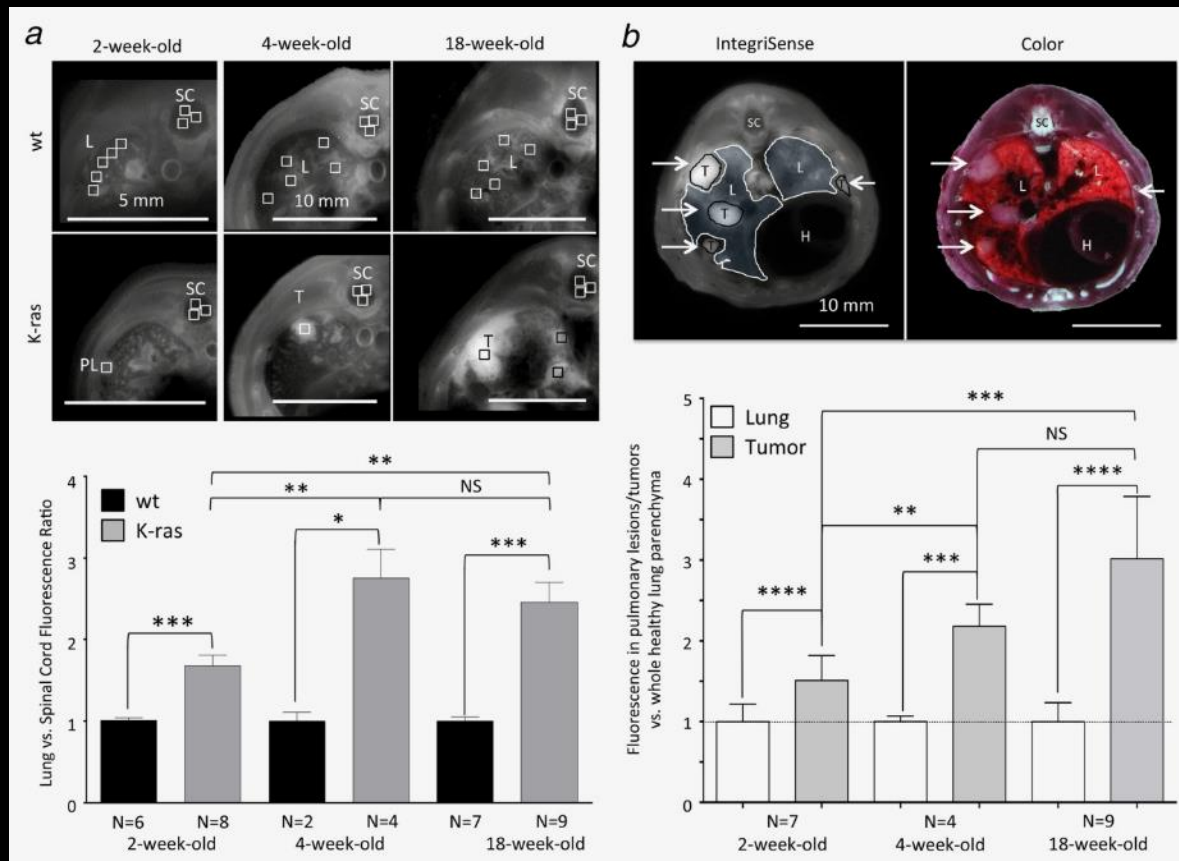 a
2-week-old 4-week-old 18-week-old
wt
SC
L
5 mm
SC
L
10 mm
SC
L
K-ras
SC
PL
SC
T
SC
T
Lung vs. Spinal Cord Fluorescence Ratio
4
3
2
1
0
wt
K-ras
**
** NS
*
***
***
N=6 N=8 N=2 N=4 N=7 N=9
2-week-old 4-week-old 18-week-old
b
IntegriSense Color
SC
T
L
L
T
T
T
H
10 mm
SC
L
L
H
Fluorescence in pulmonary lesions/tumors
vs. whole healthy lung parenchyma
5
4
3
2
1
0
Lung
Tumor
***
NS
****
**
***
****
N=7 N=4 N=9
2-week-old 4-week-old 18-week-old